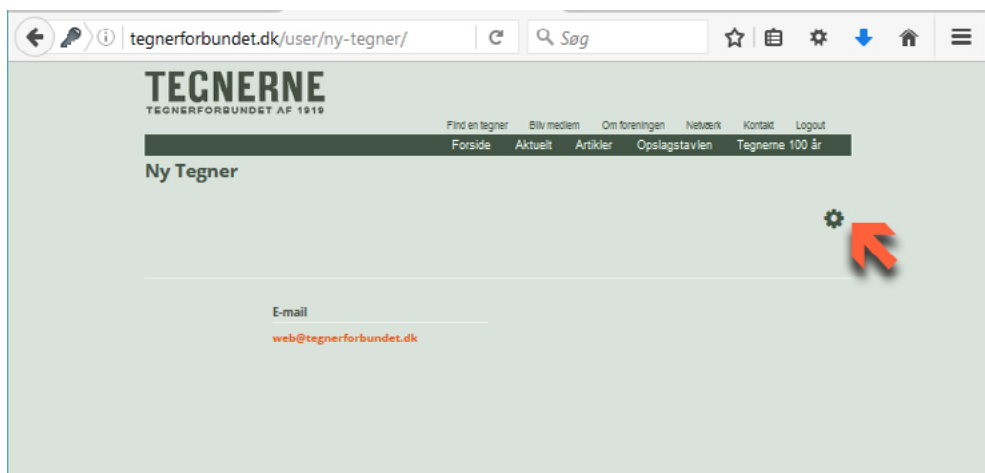 tegnerforbundet.dk/user/ny-tegner/
Søg
TEGNERNE
TEGNERFORBUNDET AF 1919
Find en tegner Bliv medlem Om foreningen Netværk Kontakt Logout
Forside Aktuelt Artikler Opslagstavlen Tegnerne 100 år
Ny Tegner
E-mail
web@tegnerforbundet.dk